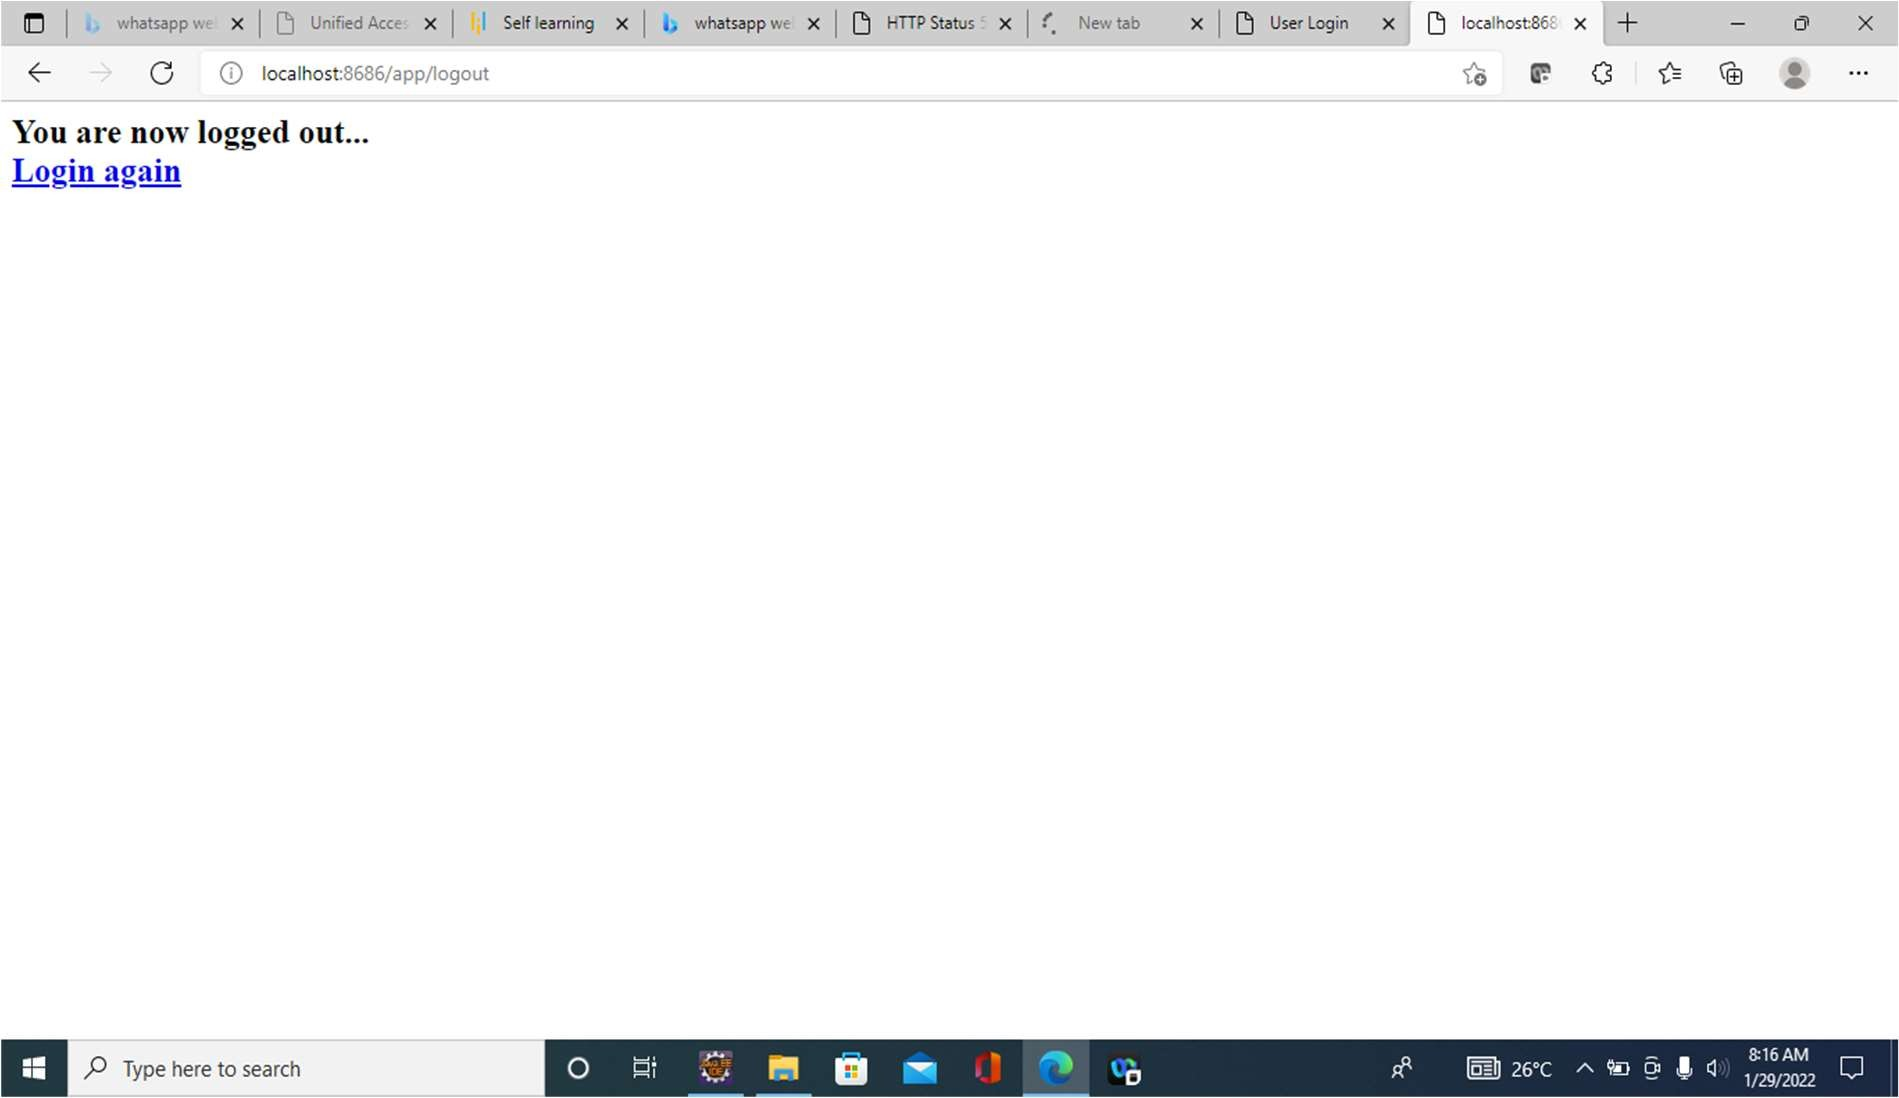 whatsapp we
Unified Acces
Self learning
whatsapp we
HTTP Status
New tab
User Login
localhost:868
localhost:8686/app/logout
You are now logged out...
Login again
Type here to search
26°C
8:16 AM
1/29/2022